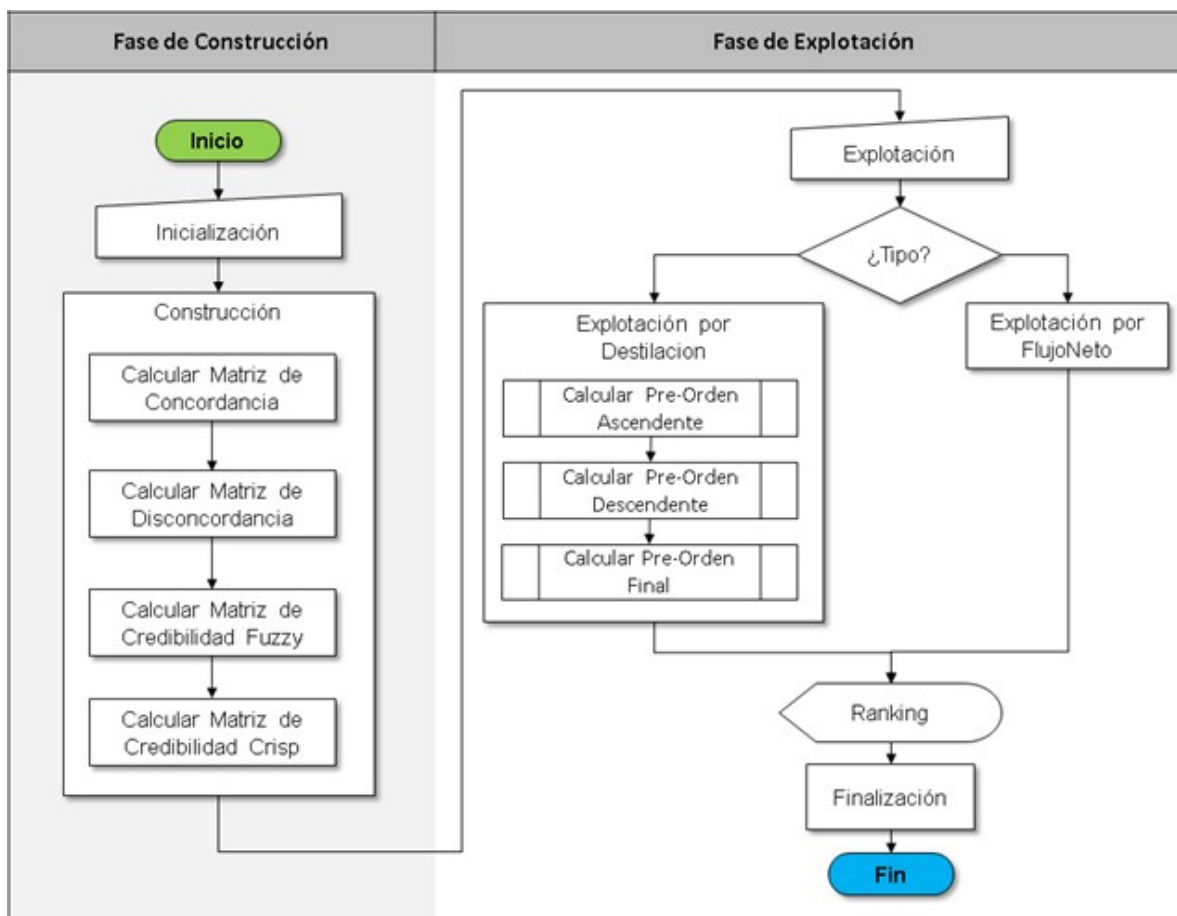 Fase de Construcción
Fase de Explotación
Inicio
Inicialización
Construcción
Calcular Matriz de
Concordancia
Calcular Matriz de
Disconcordancia
Calcular Matriz de
Credibilidad Fuzzy
Calcular Matriz de
Credibilidad Crisp
Explotación
¿Tipo?
Explotación por
Destilacion
Calcular Pre-Orden
Ascendente
Calcular Pre-Orden
Descendente
Calcular Pre-Orden
Final
Explotación por
FlujoNeto
Ranking
Finalización
Fin